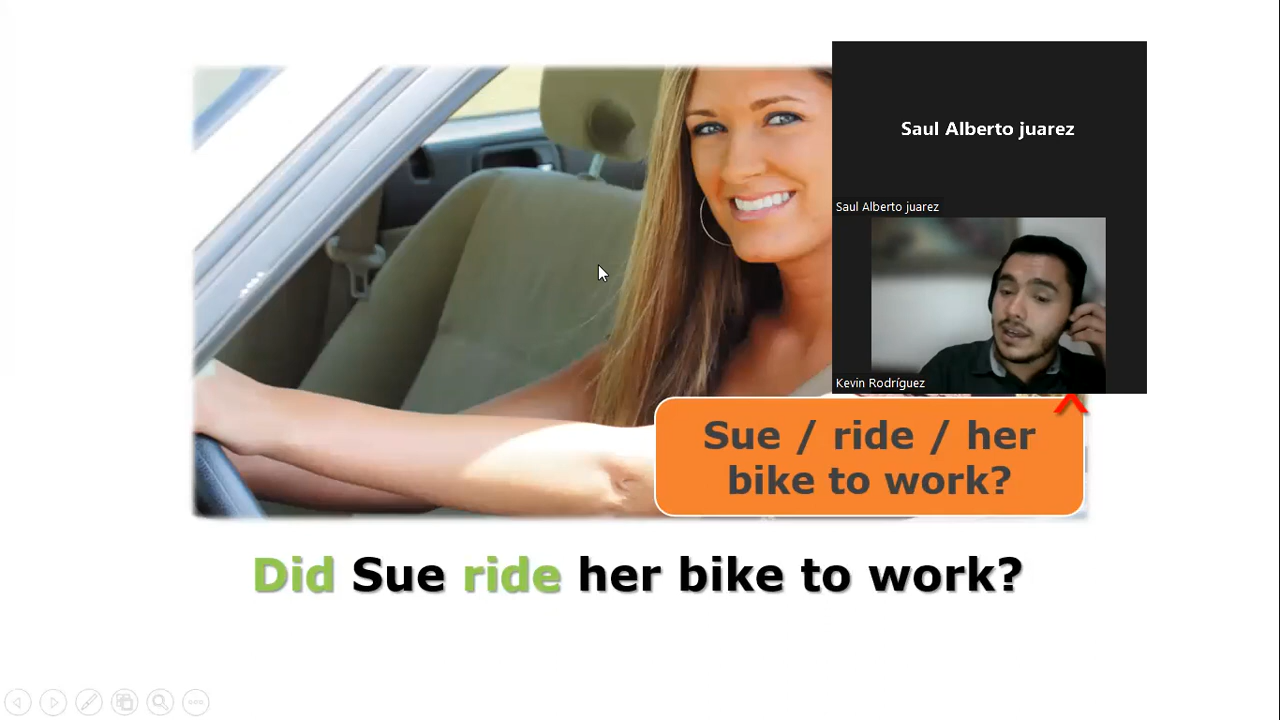 Saul Alberto juarez
Saul Alberto juarez
Kevin Rodríguez
Sue / ride / her
bike to work?
Did Sue ride her bike to work?